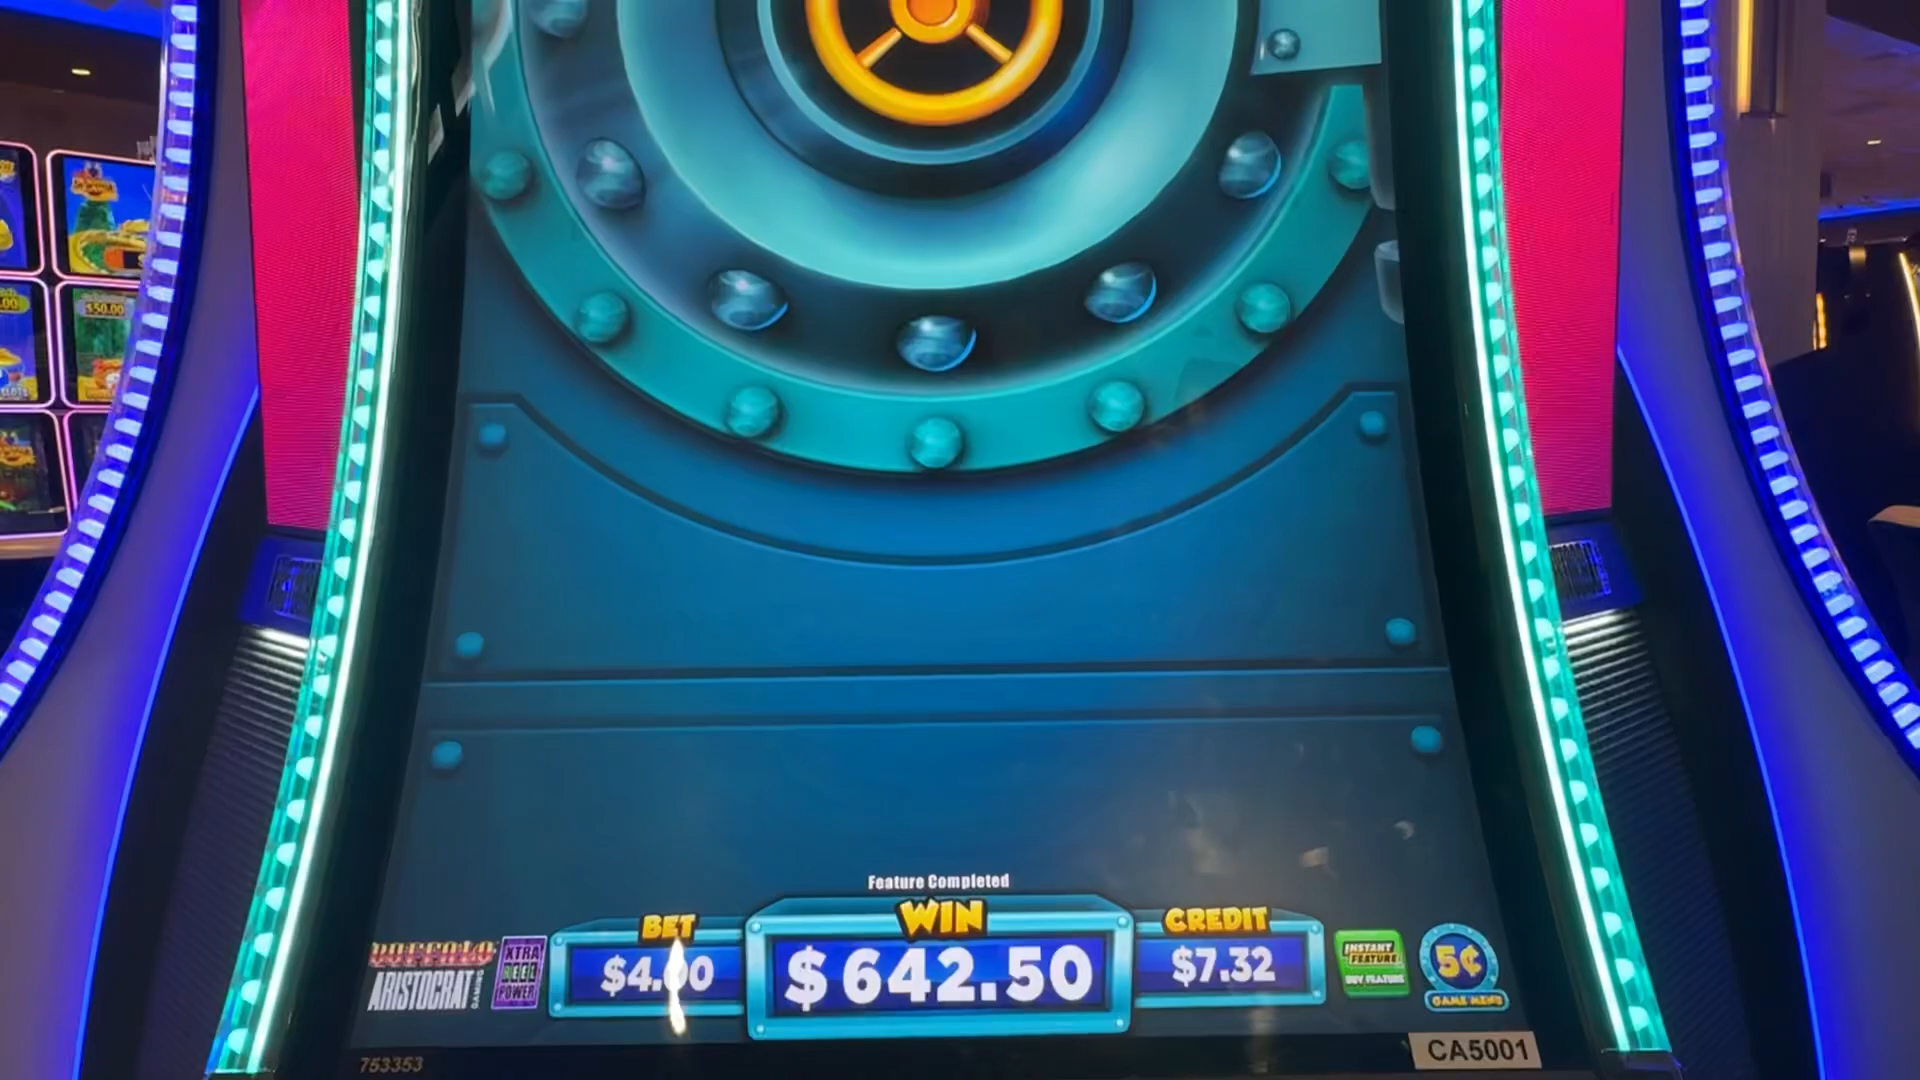 $50.00
Feature Completed
BET
WIN
CREDIT
BUFFALO
ARISTOCRAT
GAMING
XTRA
REEL
POWER
$4.00
$642.50
$7.32
INSTANT
FEATURE
BUY FEATURE
5¢
GAME MENU
CA5001
753353